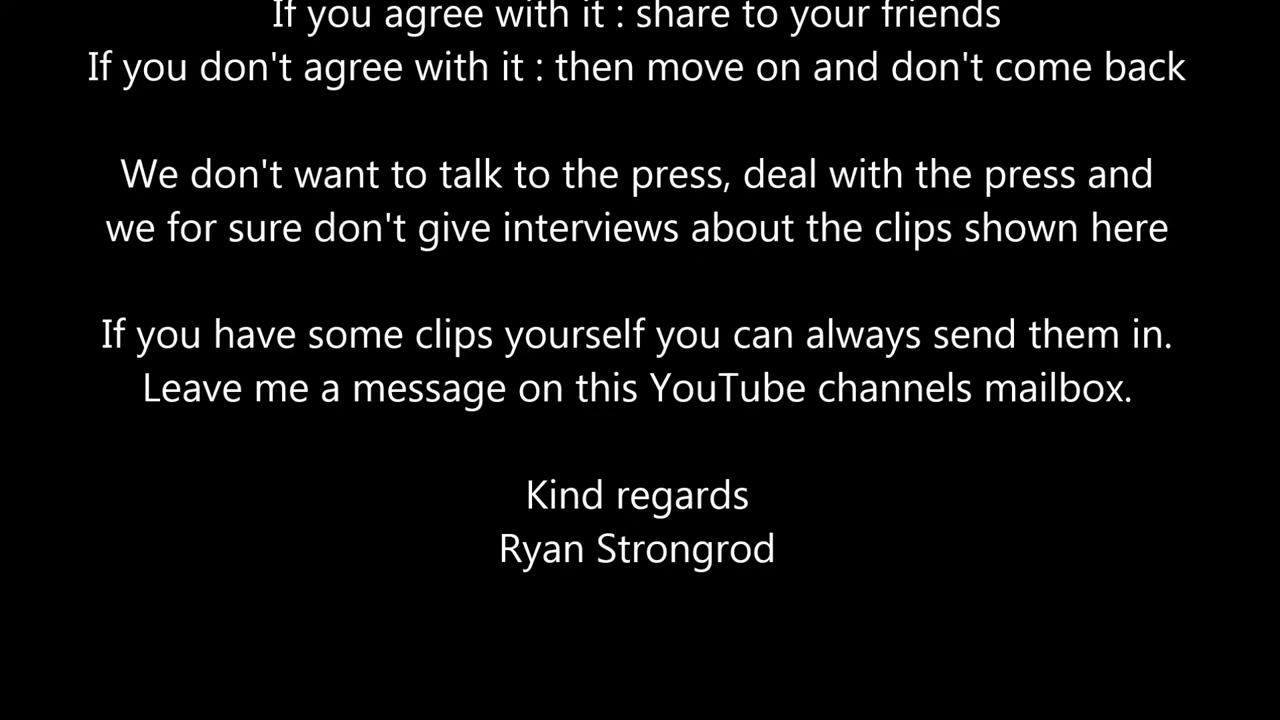 If you agree with it : share to your friends
If you don't agree with it : then move on and don't come back
We don't want to talk to the press, deal with the press and
we for sure don't give interviews about the clips shown here
If you have some clips yourself you can always send them in.
Leave me a message on this YouTube channels mailbox.
Kind regards
Ryan Strongrod